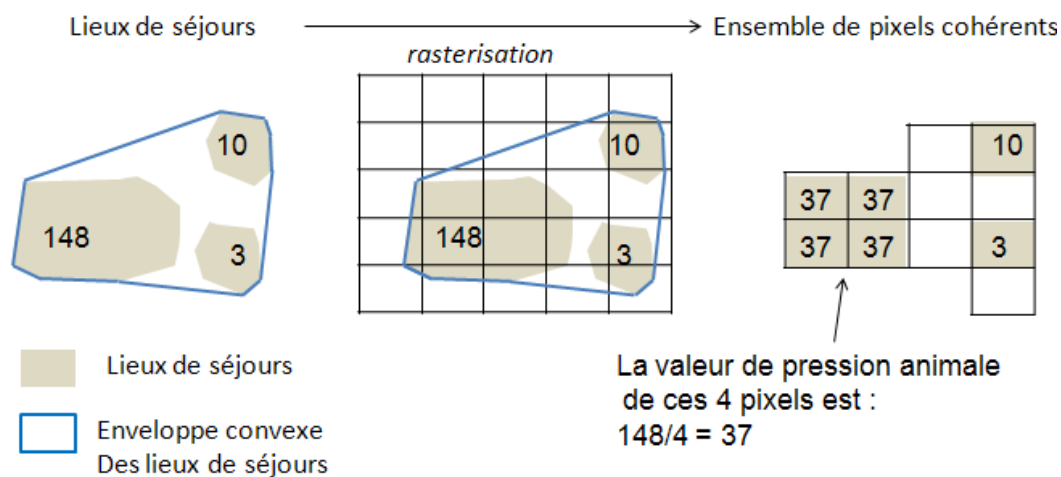 Lieux de séjours
Ensemble de pixels cohérents
rasterisation
10
148
3
10
148
3
10
37 37
37 37 3
Lieux de séjours
Enveloppe convexe
Des lieux de séjours
La valeur de pression animale
de ces 4 pixels est :
148/4 = 37